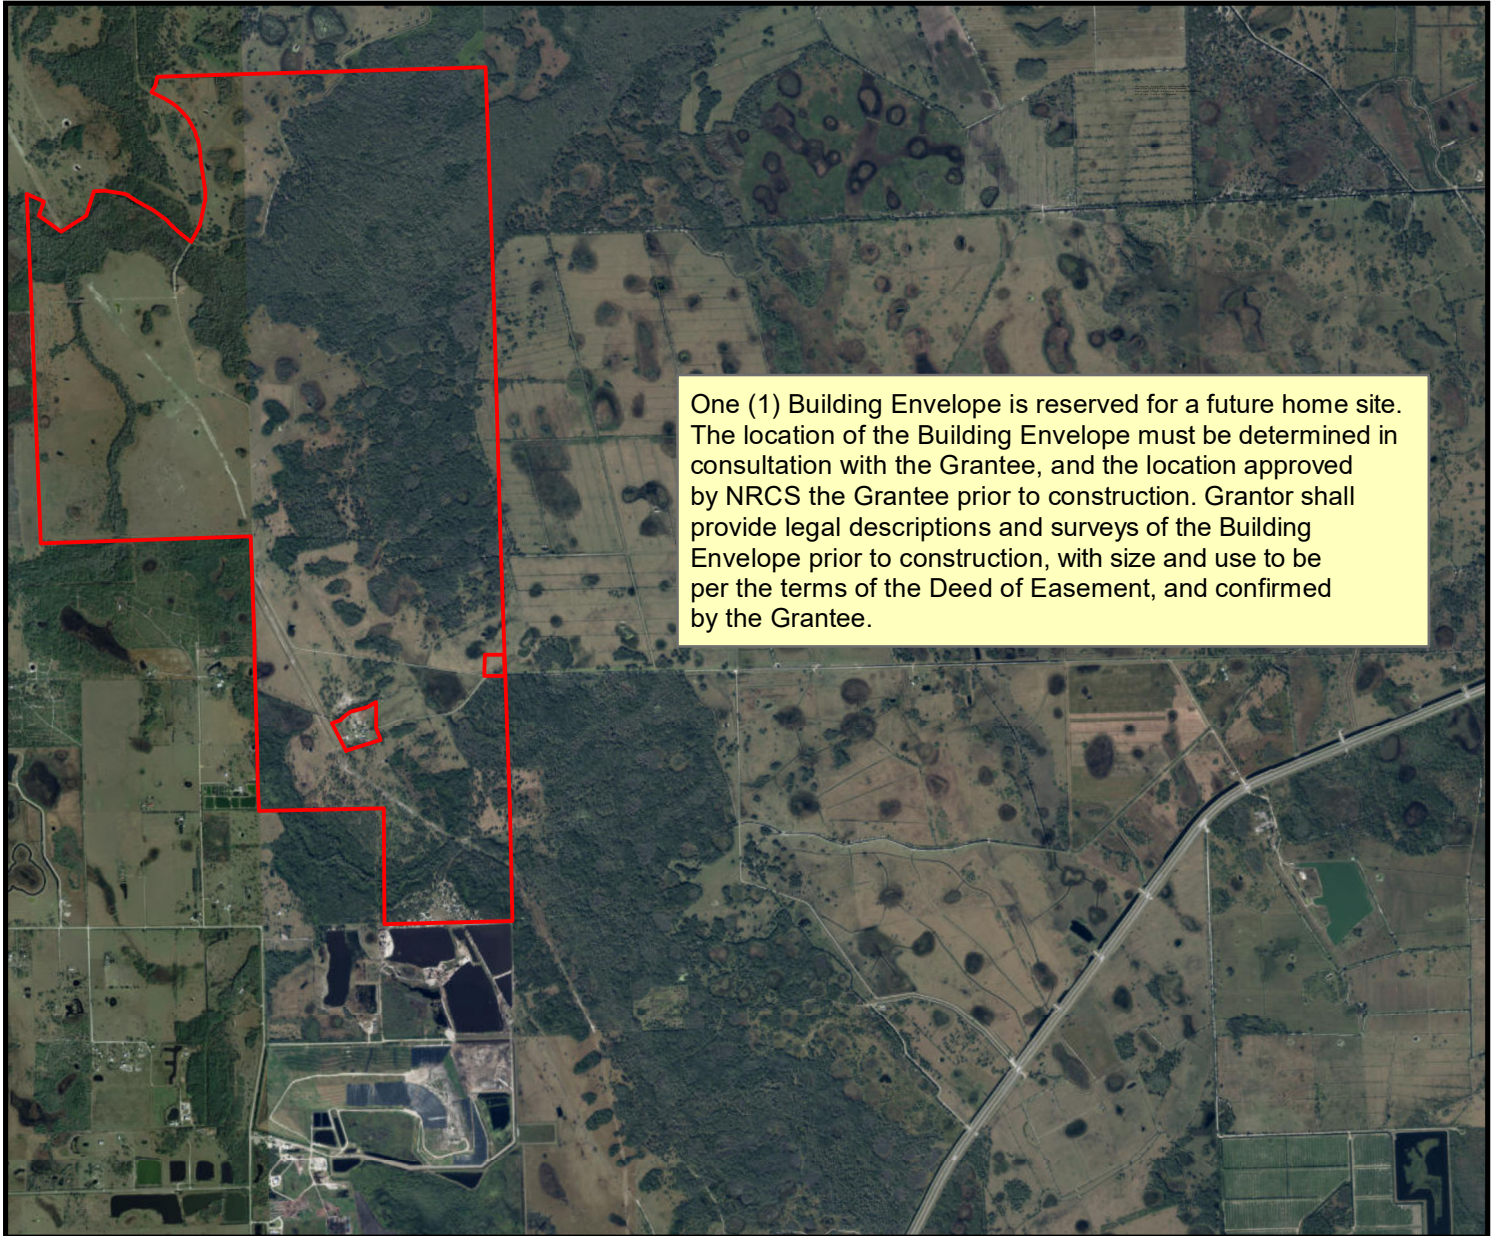 One (1) Building Envelope is reserved for a future home site.
The location of the Building Envelope must be determined in
consultation with the Grantee, and the location approved
by NRCS the Grantee prior to construction. Grantor shall
provide legal descriptions and surveys of the Building
Envelope prior to construction, with size and use to be
per the terms of the Deed of Easement, and confirmed
by the Grantee.